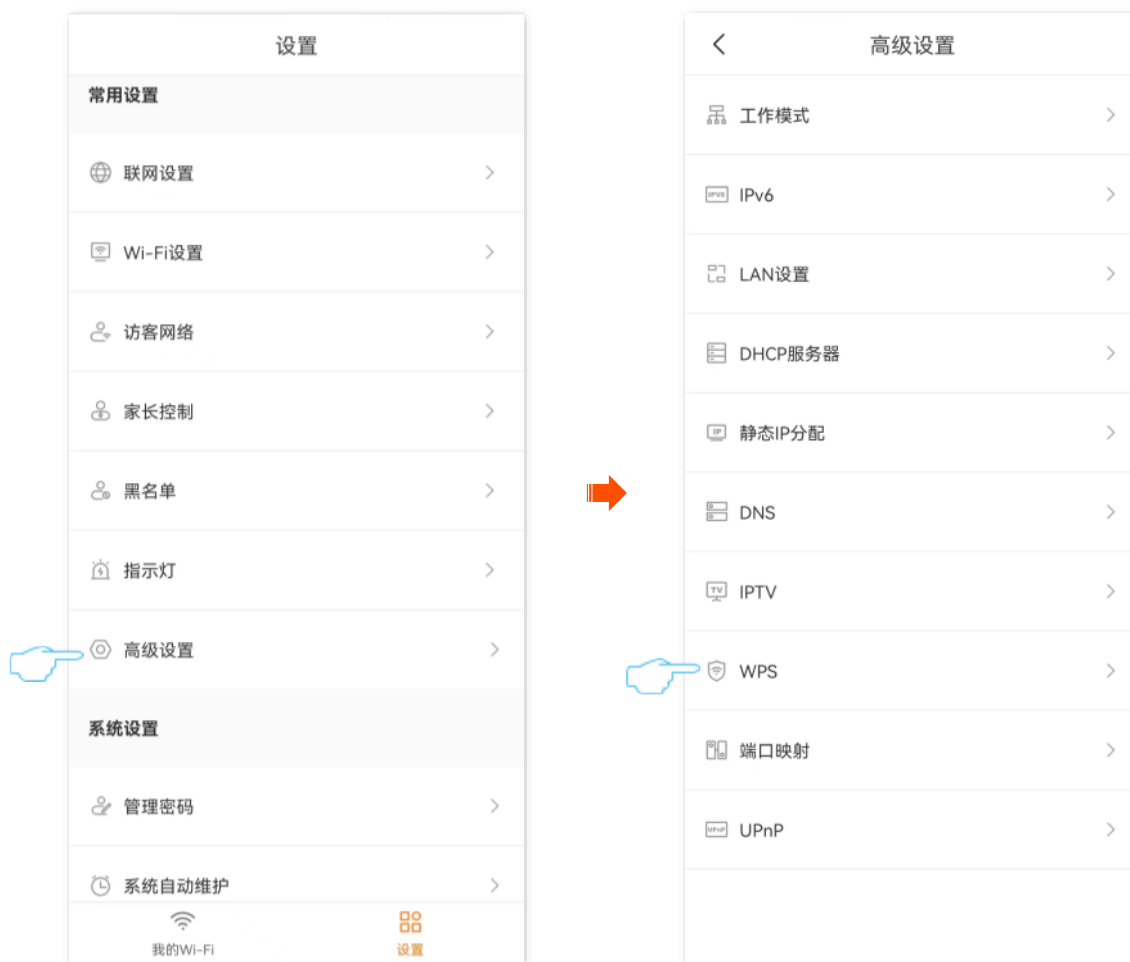 设置
常用设置
联网设置
Wi-Fi设置
访客网络
家长控制
黑名单
指示灯
高级设置
系统设置
管理密码
系统自动维护
我的Wi-Fi
设置
高级设置
工作模式
IPV6 IPv6
LAN设置
DHCP服务器
IP 静态IP分配
DNS
TV IPTV
WPS
端口映射
UPnP UPnP